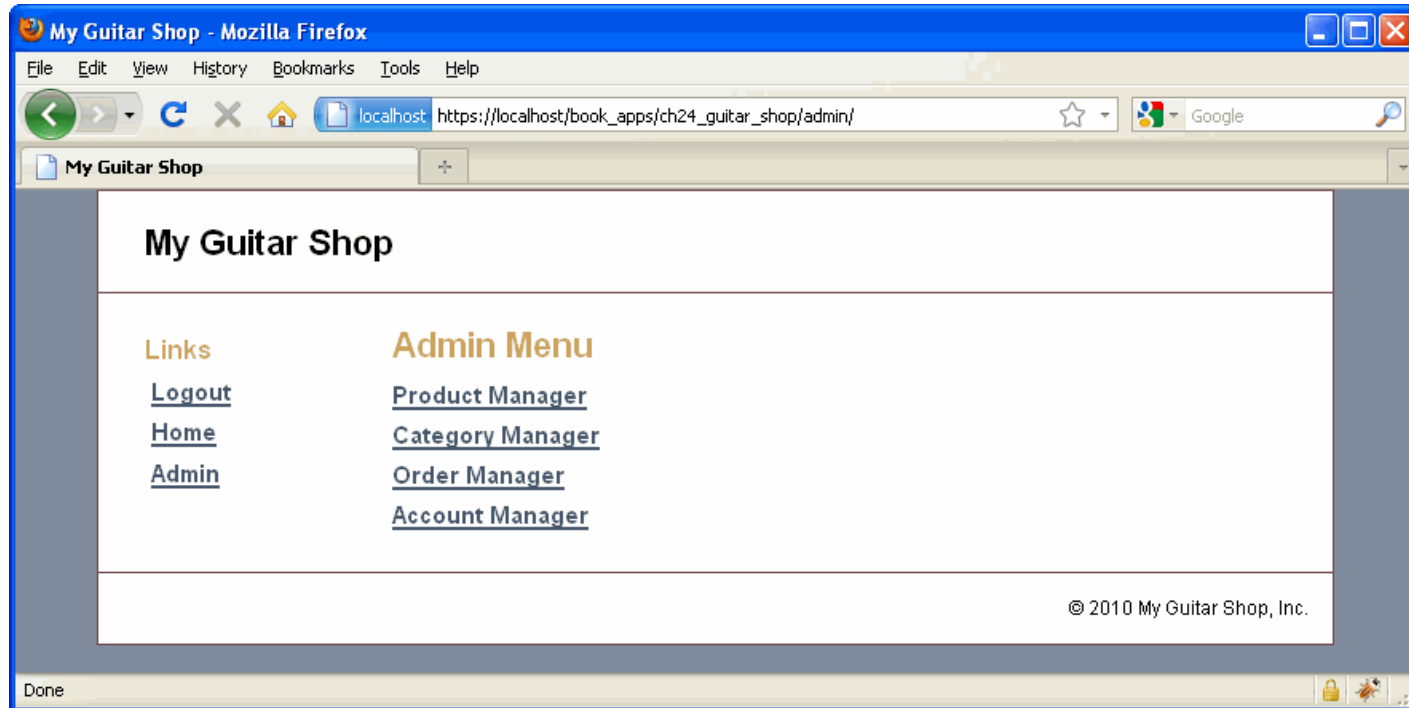 My Guitar Shop - Mozilla Firefox
File Edit View History Bookmarks Tools Help
localhost https://localhost/book_apps/ch24_guitar_shop/admin/ Google
My Guitar Shop
My Guitar Shop
Links
Logout
Home
Admin
Admin Menu
Product Manager
Category Manager
Order Manager
Account Manager
© 2010 My Guitar Shop, Inc.
Done